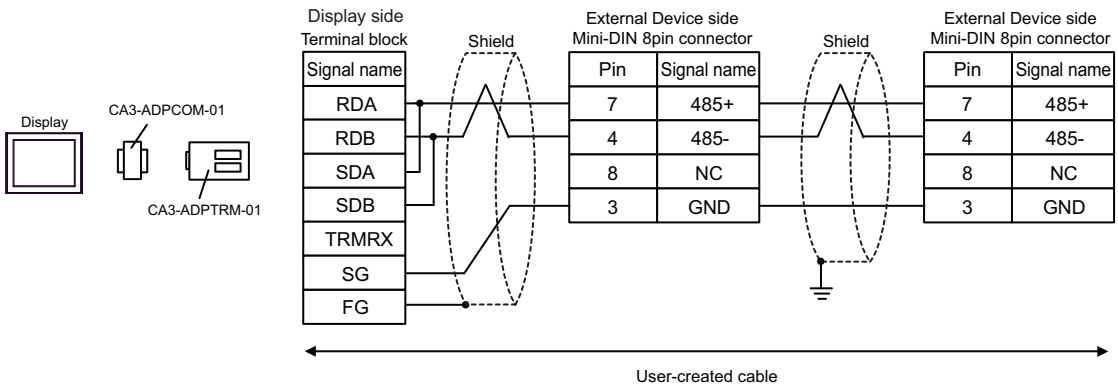 Display
CA3-ADPCOM-01
CA3-ADPTRM-01
Display side
Terminal block
Signal name
RDA
RDB
SDA
SDB
TRMRX
SG
FG
Shield
External Device side
Mini-DIN 8pin connector
Pin Signal name
7 485+
4 485-
8 NC
3 GND
Shield
External Device side
Mini-DIN 8pin connector
Pin Signal name
7 485+
4 485-
8 NC
3 GND
User-created cable